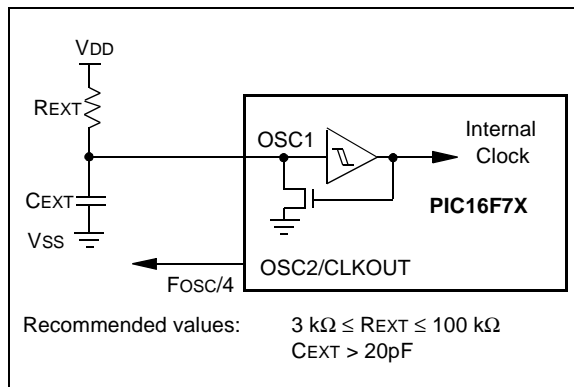 VDD
REXT
OSC1
Internal
Clock
CEXT
PIC16F7X
VSS
OSC2/CLKOUT
FOSC/4
Recommended values: 3 kΩ ≤ REXT ≤ 100 kΩ
CEXT > 20pF